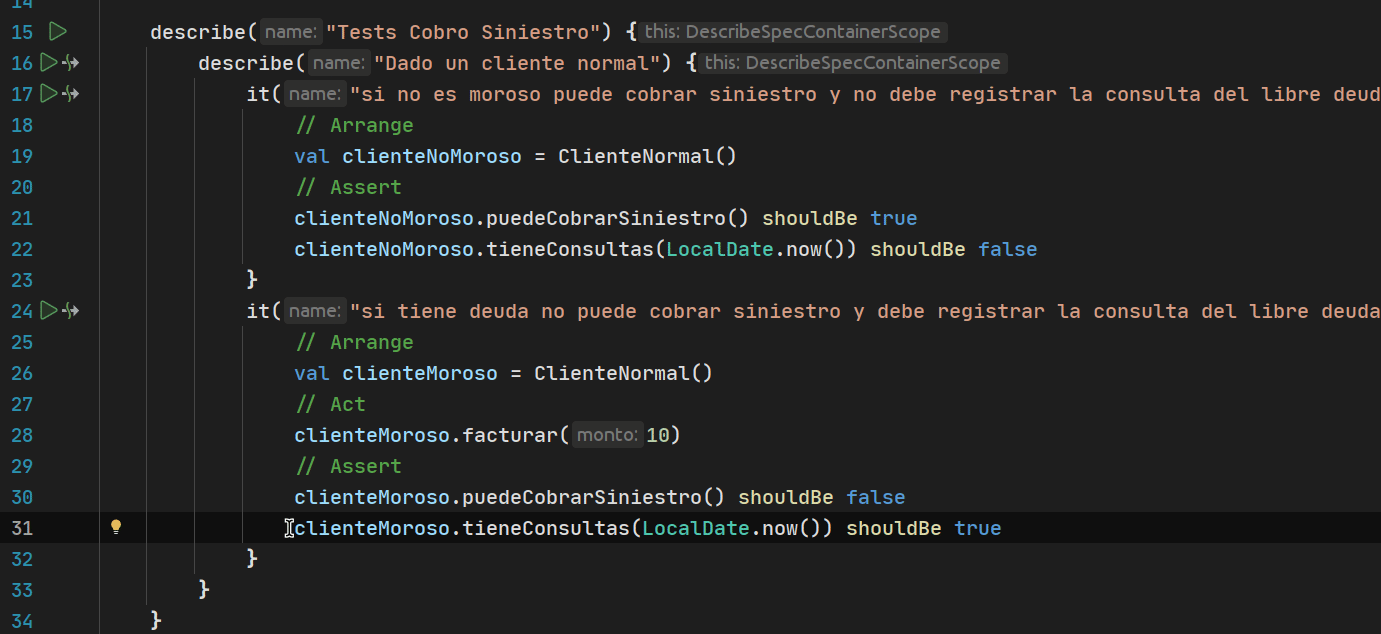 14
15 describe( name: "Tests Cobro Siniestro") { this: DescribeSpecContainerScope
16 describe( name: "Dado un cliente normal") { this: DescribeSpecContainerScope
17 it( name: "si no es moroso puede cobrar siniestro y no debe registrar la consulta del libre deud
18 // Arrange
19 val clienteNoMoroso = ClienteNormal()
20 // Assert
21 clienteNoMoroso.puedeCobrarSiniestro() shouldBe true
22 clienteNoMoroso.tieneConsultas(LocalDate.now()) shouldBe false
23 }
24 it( name: "si tiene deuda no puede cobrar siniestro y debe registrar la consulta del libre deuda
25 // Arrange
26 val clienteMoroso = ClienteNormal()
27 // Act
28 clienteMoroso.facturar( monto: 10)
29 // Assert
30 clienteMoroso.puedeCobrarSiniestro() shouldBe false
31 clienteMoroso.tieneConsultas(LocalDate.now()) shouldBe true
32 }
33 }
34 }